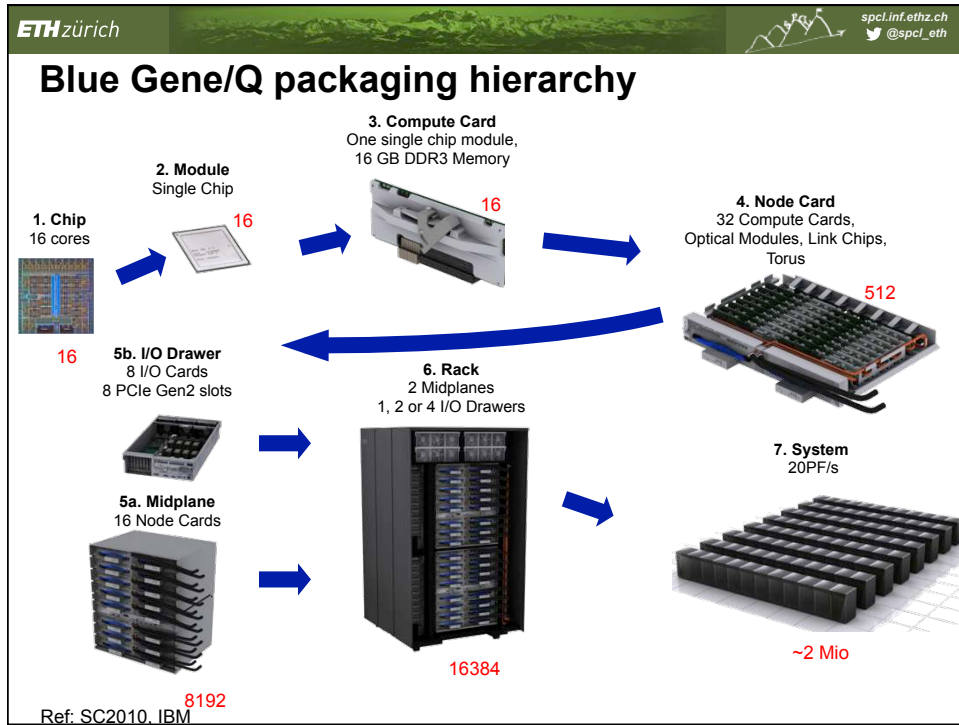 ETH zürich
spcl.inf.ethz.ch
@spcl_eth
Blue Gene/Q packaging hierarchy
1. Chip
16 cores
16
2. Module
Single Chip
16
3. Compute Card
One single chip module,
16 GB DDR3 Memory
16
4. Node Card
32 Compute Cards,
Optical Modules, Link Chips,
Torus
512
5b. I/O Drawer
8 I/O Cards
8 PCIe Gen2 slots
5a. Midplane
16 Node Cards
8192
6. Rack
2 Midplanes
1, 2 or 4 I/O Drawers
16384
7. System
20PF/s
~2 Mio
Ref: SC2010, IBM